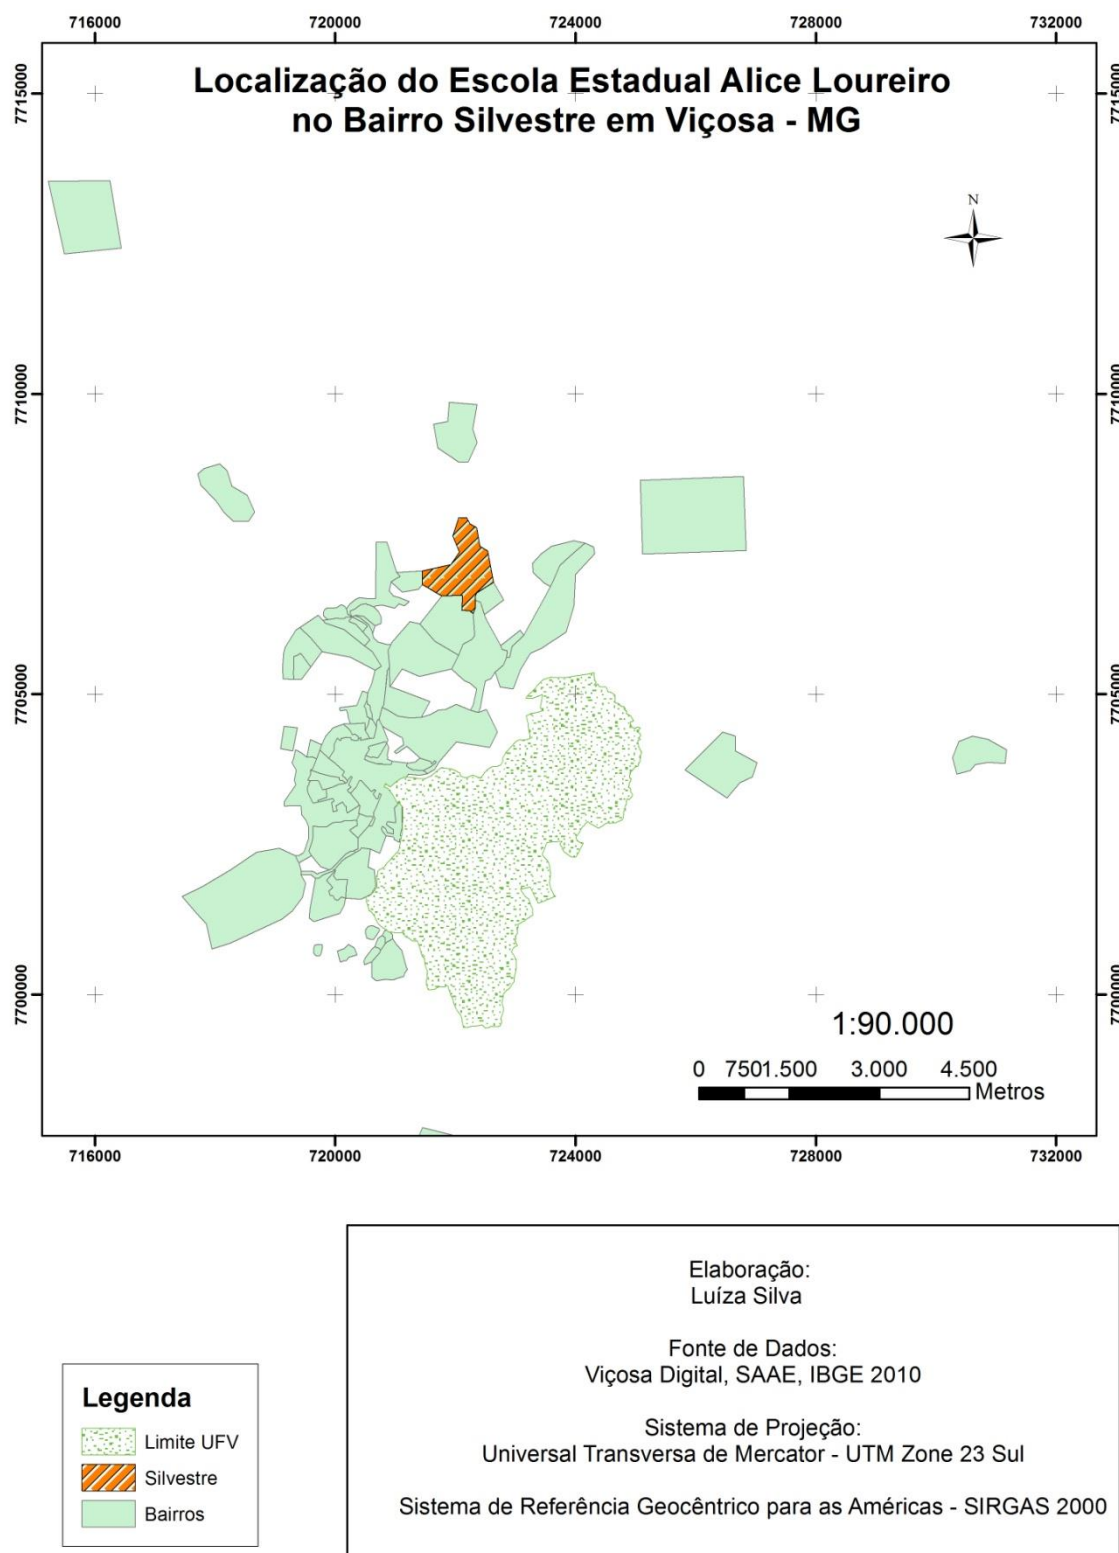 716000 720000 724000 728000 732000
Localização do Escola Estadual Alice Loureiro
no Bairro Silvestre em Viçosa - MG
7715000 7715000
N
7710000 7710000
7705000 7705000
7700000 7700000
1:90.000
0 750 1.500 3.000 4.500
Metros
716000 720000 724000 728000 732000
Elaboração:
Luíza Silva
Fonte de Dados:
Viçosa Digital, SAAE, IBGE 2010
Sistema de Projeção:
Universal Transversa de Mercator - UTM Zone 23 Sul
Sistema de Referência Geocêntrico para as Américas - SIRGAS 2000
Legenda
Limite UFV
Silvestre
Bairros